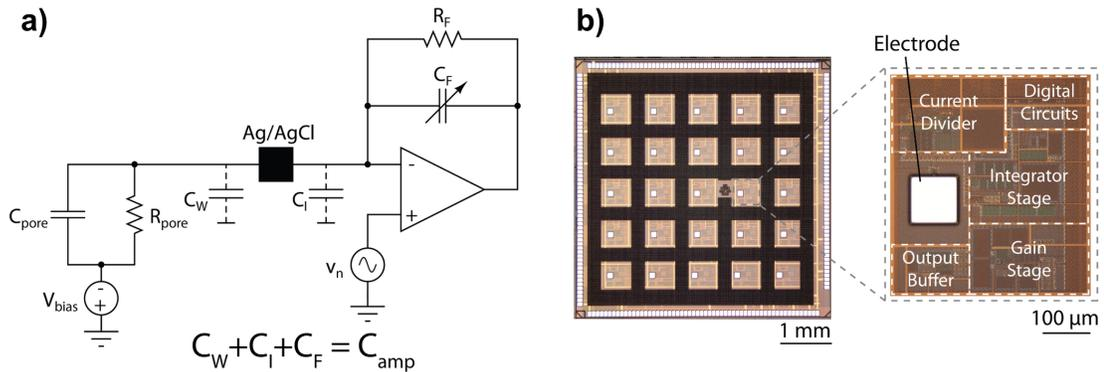 a)
R_F
C_F
Ag/AgCl
-
+
C_pore
R_pore
C_W
C_I
v_n
V_bias
-
+
C_W+C_I+C_F = C_amp
b)
Electrode
Current
Divider
Digital
Circuits
Integrator
Stage
Gain
Stage
Output
Buffer
1 mm
100 µm